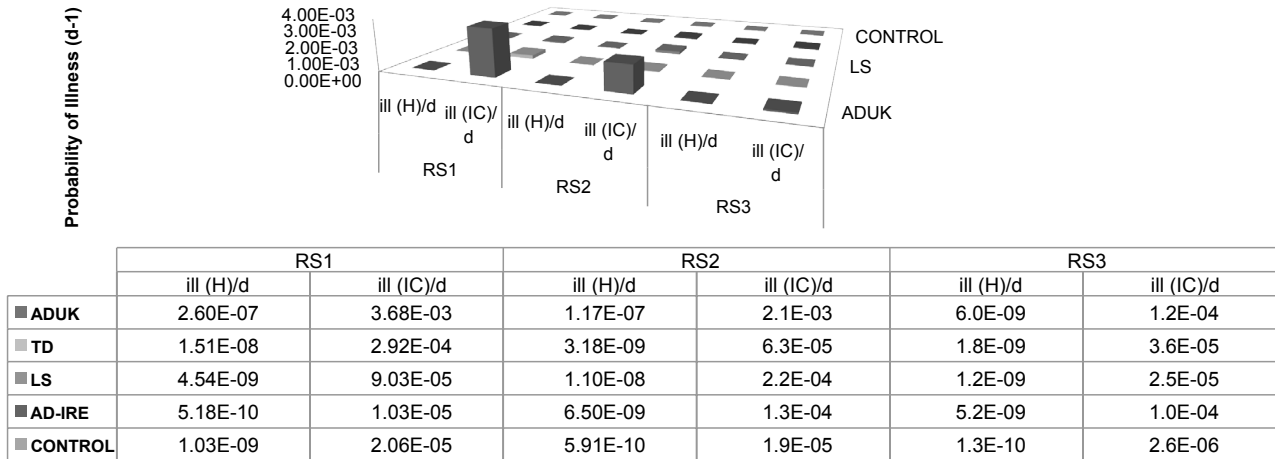 Probability of Illness (d-1)
4.00E-03
3.00E-03
2.00E-03
1.00E-03
0.00E+00
CONTROL
LS
ADUK
ill (H)/d
ill (IC)/
d
ill (H)/d
ill (IC)/
d
ill (H)/d
ill (IC)/
d
RS1
RS2
RS3
RS1 RS2 RS3
ill (H)/d ill (IC)/d ill (H)/d ill (IC)/d ill (H)/d ill (IC)/d
ADUK 2.60E-07 3.68E-03 1.17E-07 2.1E-03 6.0E-09 1.2E-04
TD 1.51E-08 2.92E-04 3.18E-09 6.3E-05 1.8E-09 3.6E-05
LS 4.54E-09 9.03E-05 1.10E-08 2.2E-04 1.2E-09 2.5E-05
AD-IRE 5.18E-10 1.03E-05 6.50E-09 1.3E-04 5.2E-09 1.0E-04
CONTROL 1.03E-09 2.06E-05 5.91E-10 1.9E-05 1.3E-10 2.6E-06